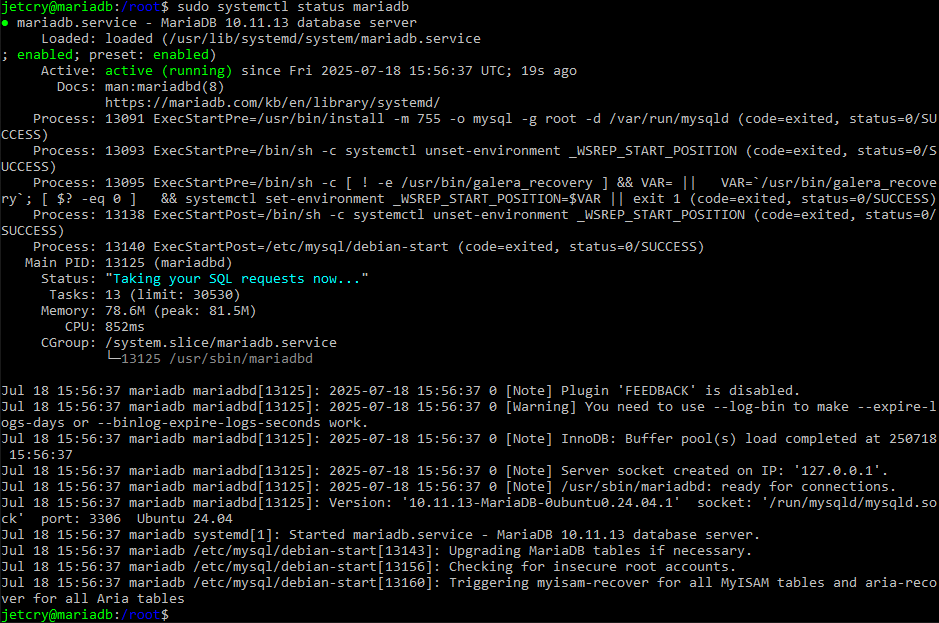 jetcry@mariadb:/root$ sudo systemctl status mariadb
● mariadb.service - MariaDB 10.11.13 database server
     Loaded: loaded (/usr/lib/systemd/system/mariadb.service
; enabled; preset: enabled)
     Active: active (running) since Fri 2025-07-18 15:56:37 UTC; 19s ago
       Docs: man:mariadbd(8)
             https://mariadb.com/kb/en/library/systemd/
    Process: 13091 ExecStartPre=/usr/bin/install -m 755 -o mysql -g root -d /var/run/mysqld (code=exited, status=0/SU
CCESS)
    Process: 13093 ExecStartPre=/bin/sh -c systemctl unset-environment _WSREP_START_POSITION (code=exited, status=0/S
UCCESS)
    Process: 13095 ExecStartPre=/bin/sh -c [ ! -e /usr/bin/galera_recovery ] && VAR= ||   VAR=`/usr/bin/galera_recove
ry`; [ $? -eq 0 ]   && systemctl set-environment _WSREP_START_POSITION=$VAR || exit 1 (code=exited, status=0/SUCCESS)
    Process: 13138 ExecStartPost=/bin/sh -c systemctl unset-environment _WSREP_START_POSITION (code=exited, status=0/
SUCCESS)
    Process: 13140 ExecStartPost=/etc/mysql/debian-start (code=exited, status=0/SUCCESS)
   Main PID: 13125 (mariadbd)
     Status: "Taking your SQL requests now..."
      Tasks: 13 (limit: 30530)
     Memory: 78.6M (peak: 81.5M)
        CPU: 852ms
     CGroup: /system.slice/mariadb.service
             └─13125 /usr/sbin/mariadbd

Jul 18 15:56:37 mariadb mariadbd[13125]: 2025-07-18 15:56:37 0 [Note] Plugin 'FEEDBACK' is disabled.
Jul 18 15:56:37 mariadb mariadbd[13125]: 2025-07-18 15:56:37 0 [Warning] You need to use --log-bin to make --expire-l
ogs-days or --binlog-expire-logs-seconds work.
Jul 18 15:56:37 mariadb mariadbd[13125]: 2025-07-18 15:56:37 0 [Note] InnoDB: Buffer pool(s) load completed at 250718
 15:56:37
Jul 18 15:56:37 mariadb mariadbd[13125]: 2025-07-18 15:56:37 0 [Note] Server socket created on IP: '127.0.0.1'.
Jul 18 15:56:37 mariadb mariadbd[13125]: 2025-07-18 15:56:37 0 [Note] /usr/sbin/mariadbd: ready for connections.
Jul 18 15:56:37 mariadb mariadbd[13125]: Version: '10.11.13-MariaDB-0ubuntu0.24.04.1'  socket: '/run/mysqld/mysqld.so
ck'  port: 3306  Ubuntu 24.04
Jul 18 15:56:37 mariadb systemd[1]: Started mariadb.service - MariaDB 10.11.13 database server.
Jul 18 15:56:37 mariadb /etc/mysql/debian-start[13143]: Upgrading MariaDB tables if necessary.
Jul 18 15:56:37 mariadb /etc/mysql/debian-start[13156]: Checking for insecure root accounts.
Jul 18 15:56:37 mariadb /etc/mysql/debian-start[13160]: Triggering myisam-recover for all MyISAM tables and aria-reco
ver for all Aria tables
jetcry@mariadb:/root$